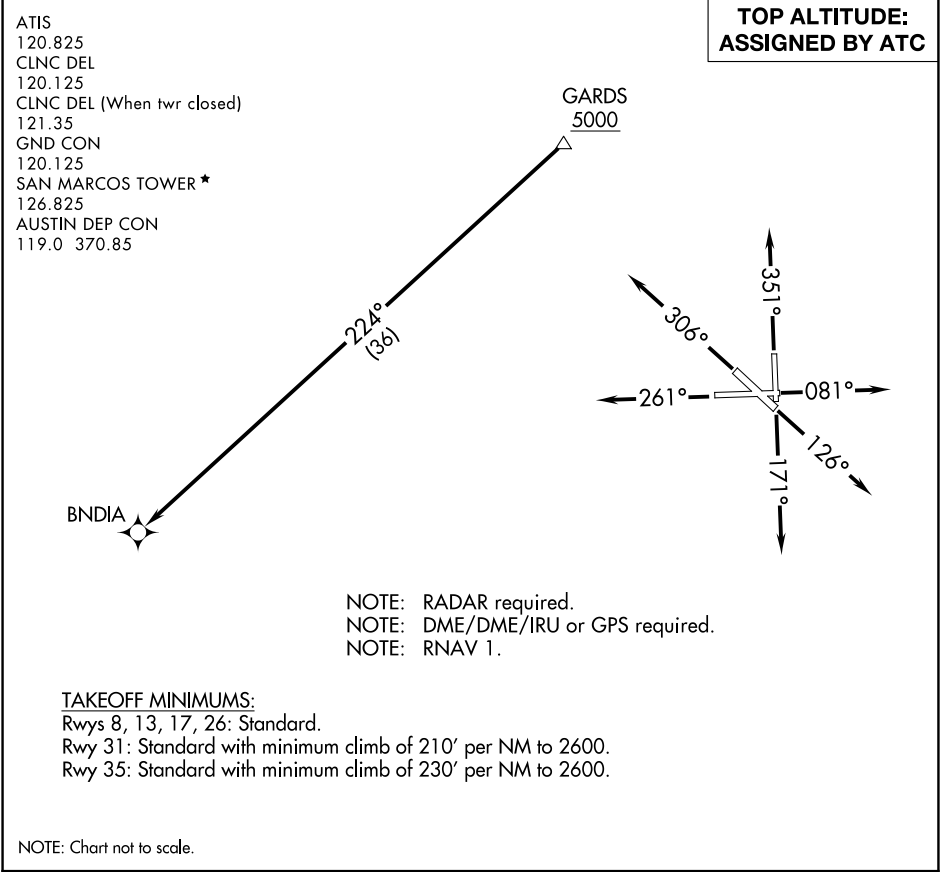 ATIS
120.825
CLNC DEL
120.125
CLNC DEL (When twr closed)
121.35
GND CON
120.125
SAN MARCOS TOWER ★
126.825
AUSTIN DEP CON
119.0 370.85
TOP ALTITUDE:
ASSIGNED BY ATC
GARDS
5000
224°
(36)
BNDIA
351°
306°
261°
081°
126°
171°
NOTE: RADAR required.
NOTE: DME/DME/IRU or GPS required.
NOTE: RNAV 1.
TAKEOFF MINIMUMS:
Rwys 8, 13, 17, 26: Standard.
Rwy 31: Standard with minimum climb of 210' per NM to 2600.
Rwy 35: Standard with minimum climb of 230' per NM to 2600.
NOTE: Chart not to scale.